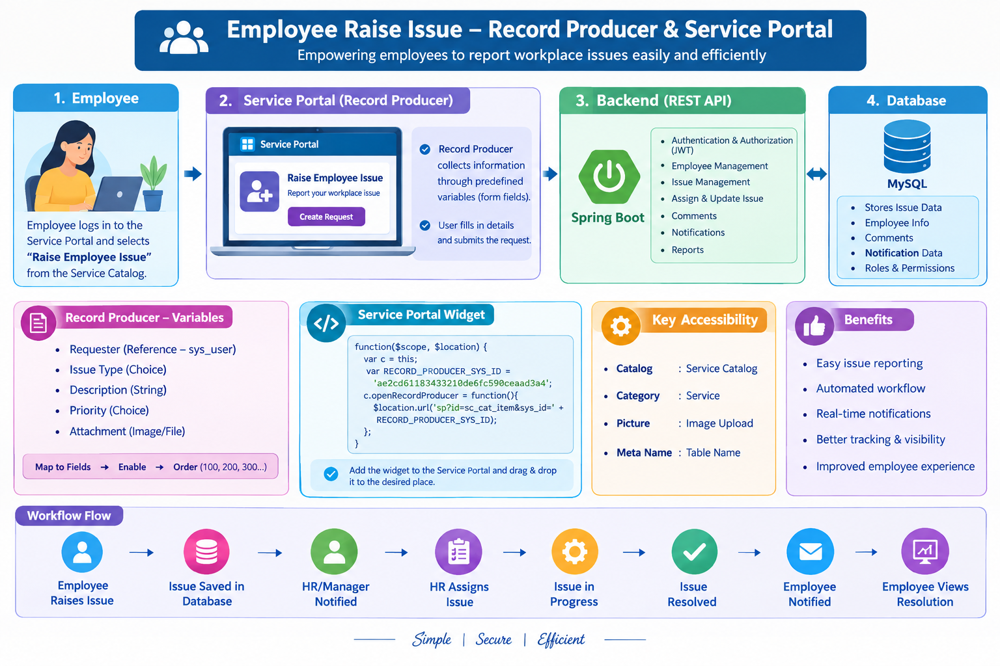 Employee Raise Issue – Record Producer & Service Portal
Empowering employees to report workplace issues easily and efficiently
1. Employee
Employee logs in to the
Service Portal and selects
“Raise Employee Issue”
from the Service Catalog.
2. Service Portal (Record Producer)
Service Portal
Raise Employee Issue
Report your workplace issue
Create Request
Record Producer
collects information
through predefined
variables (form fields).
User fills in details
and submits the request.
3. Backend (REST API)
Spring Boot
• Authentication & Authorization
(JWT)
• Employee Management
• Issue Management
• Assign & Update Issue
• Comments
• Notifications
• Reports
4. Database
MySQL
• Stores Issue Data
• Employee Info
• Comments
• Notification Data
• Roles & Permissions
Record Producer – Variables
• Requester (Reference – sys_user)
• Issue Type (Choice)
• Description (String)
• Priority (Choice)
• Attachment (Image/File)
Map to Fields → Enable → Order (100, 200, 300...)
</> Service Portal Widget
function($scope, $location) {
var c = this;
var RECORD_PRODUCER_SYS_ID =
'ae2cd61183433210de6fc590ceaad3a4';
c.openRecordProducer = function(){
$location.url('sp?id=sc_cat_item&sys_id=' +
RECORD_PRODUCER_SYS_ID);
};
}
Add the widget to the Service Portal and drag & drop
it to the desired place.
Key Accessibility
• Catalog : Service Catalog
• Category : Service
• Picture : Image Upload
• Meta Name : Table Name
Benefits
• Easy issue reporting
• Automated workflow
• Real-time notifications
• Better tracking & visibility
• Improved employee experience
Workflow Flow
Employee
Raises Issue
Issue Saved in
Database
HR/Manager
Notified
HR Assigns
Issue
Issue in
Progress
Issue
Resolved
Employee
Notified
Employee Views
Resolution
Simple | Secure | Efficient